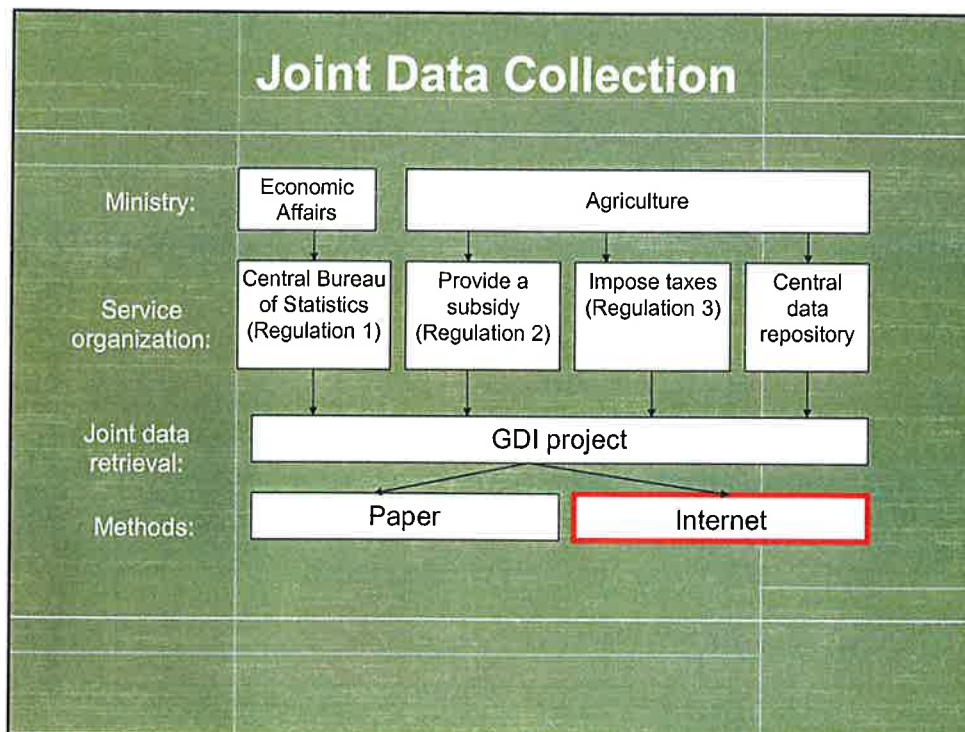 Joint Data Collection
Ministry:
Economic
Affairs
Agriculture
Service
organization:
Central Bureau
of Statistics
(Regulation 1)
Provide a
subsidy
(Regulation 2)
Impose taxes
(Regulation 3)
Central
data
repository
Joint data
retrieval:
GDI project
Methods:
Paper
Internet